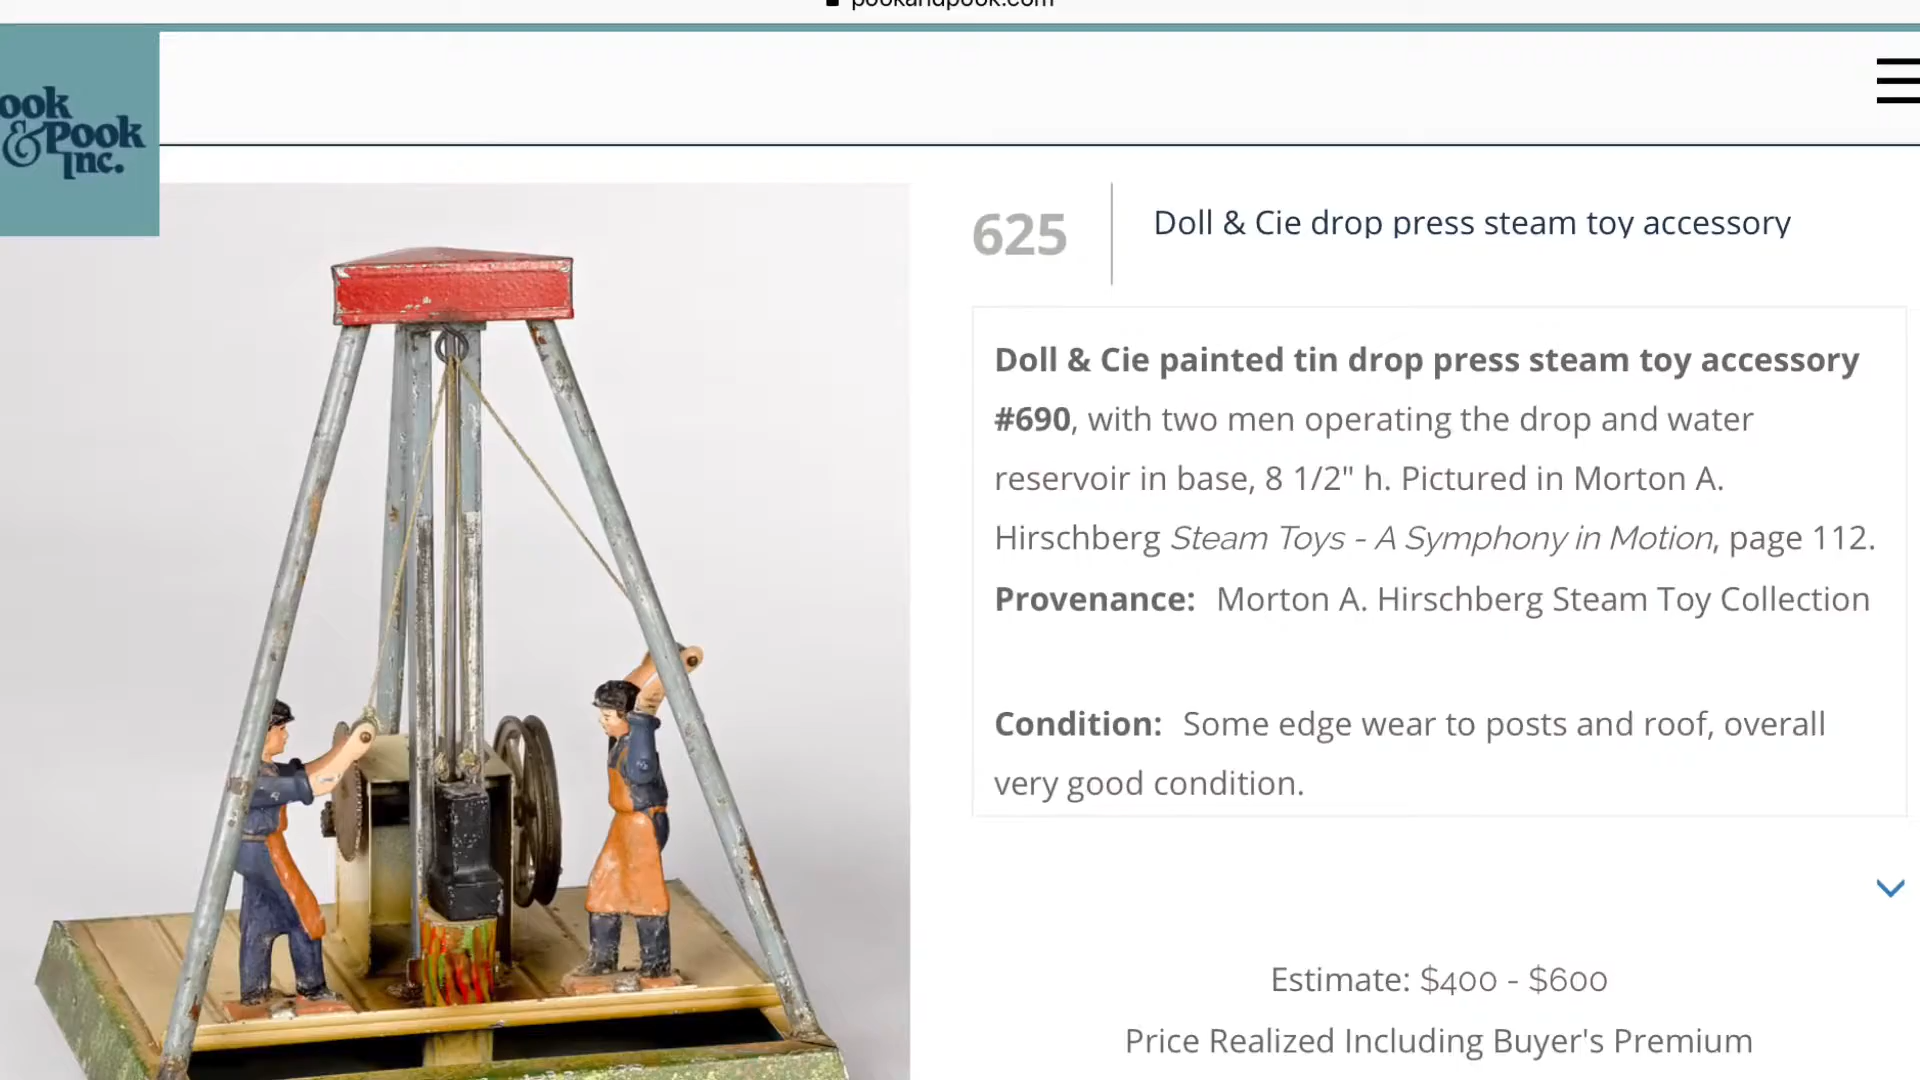 pookandpook.com
ook
&Pook
Inc.
625
Doll & Cie drop press steam toy accessory
Doll & Cie painted tin drop press steam toy accessory
#690, with two men operating the drop and water
reservoir in base, 8 1/2" h. Pictured in Morton A.
Hirschberg Steam Toys - A Symphony in Motion, page 112.
Provenance: Morton A. Hirschberg Steam Toy Collection
Condition: Some edge wear to posts and roof, overall
very good condition.
Estimate: $400 - $600
Price Realized Including Buyer's Premium